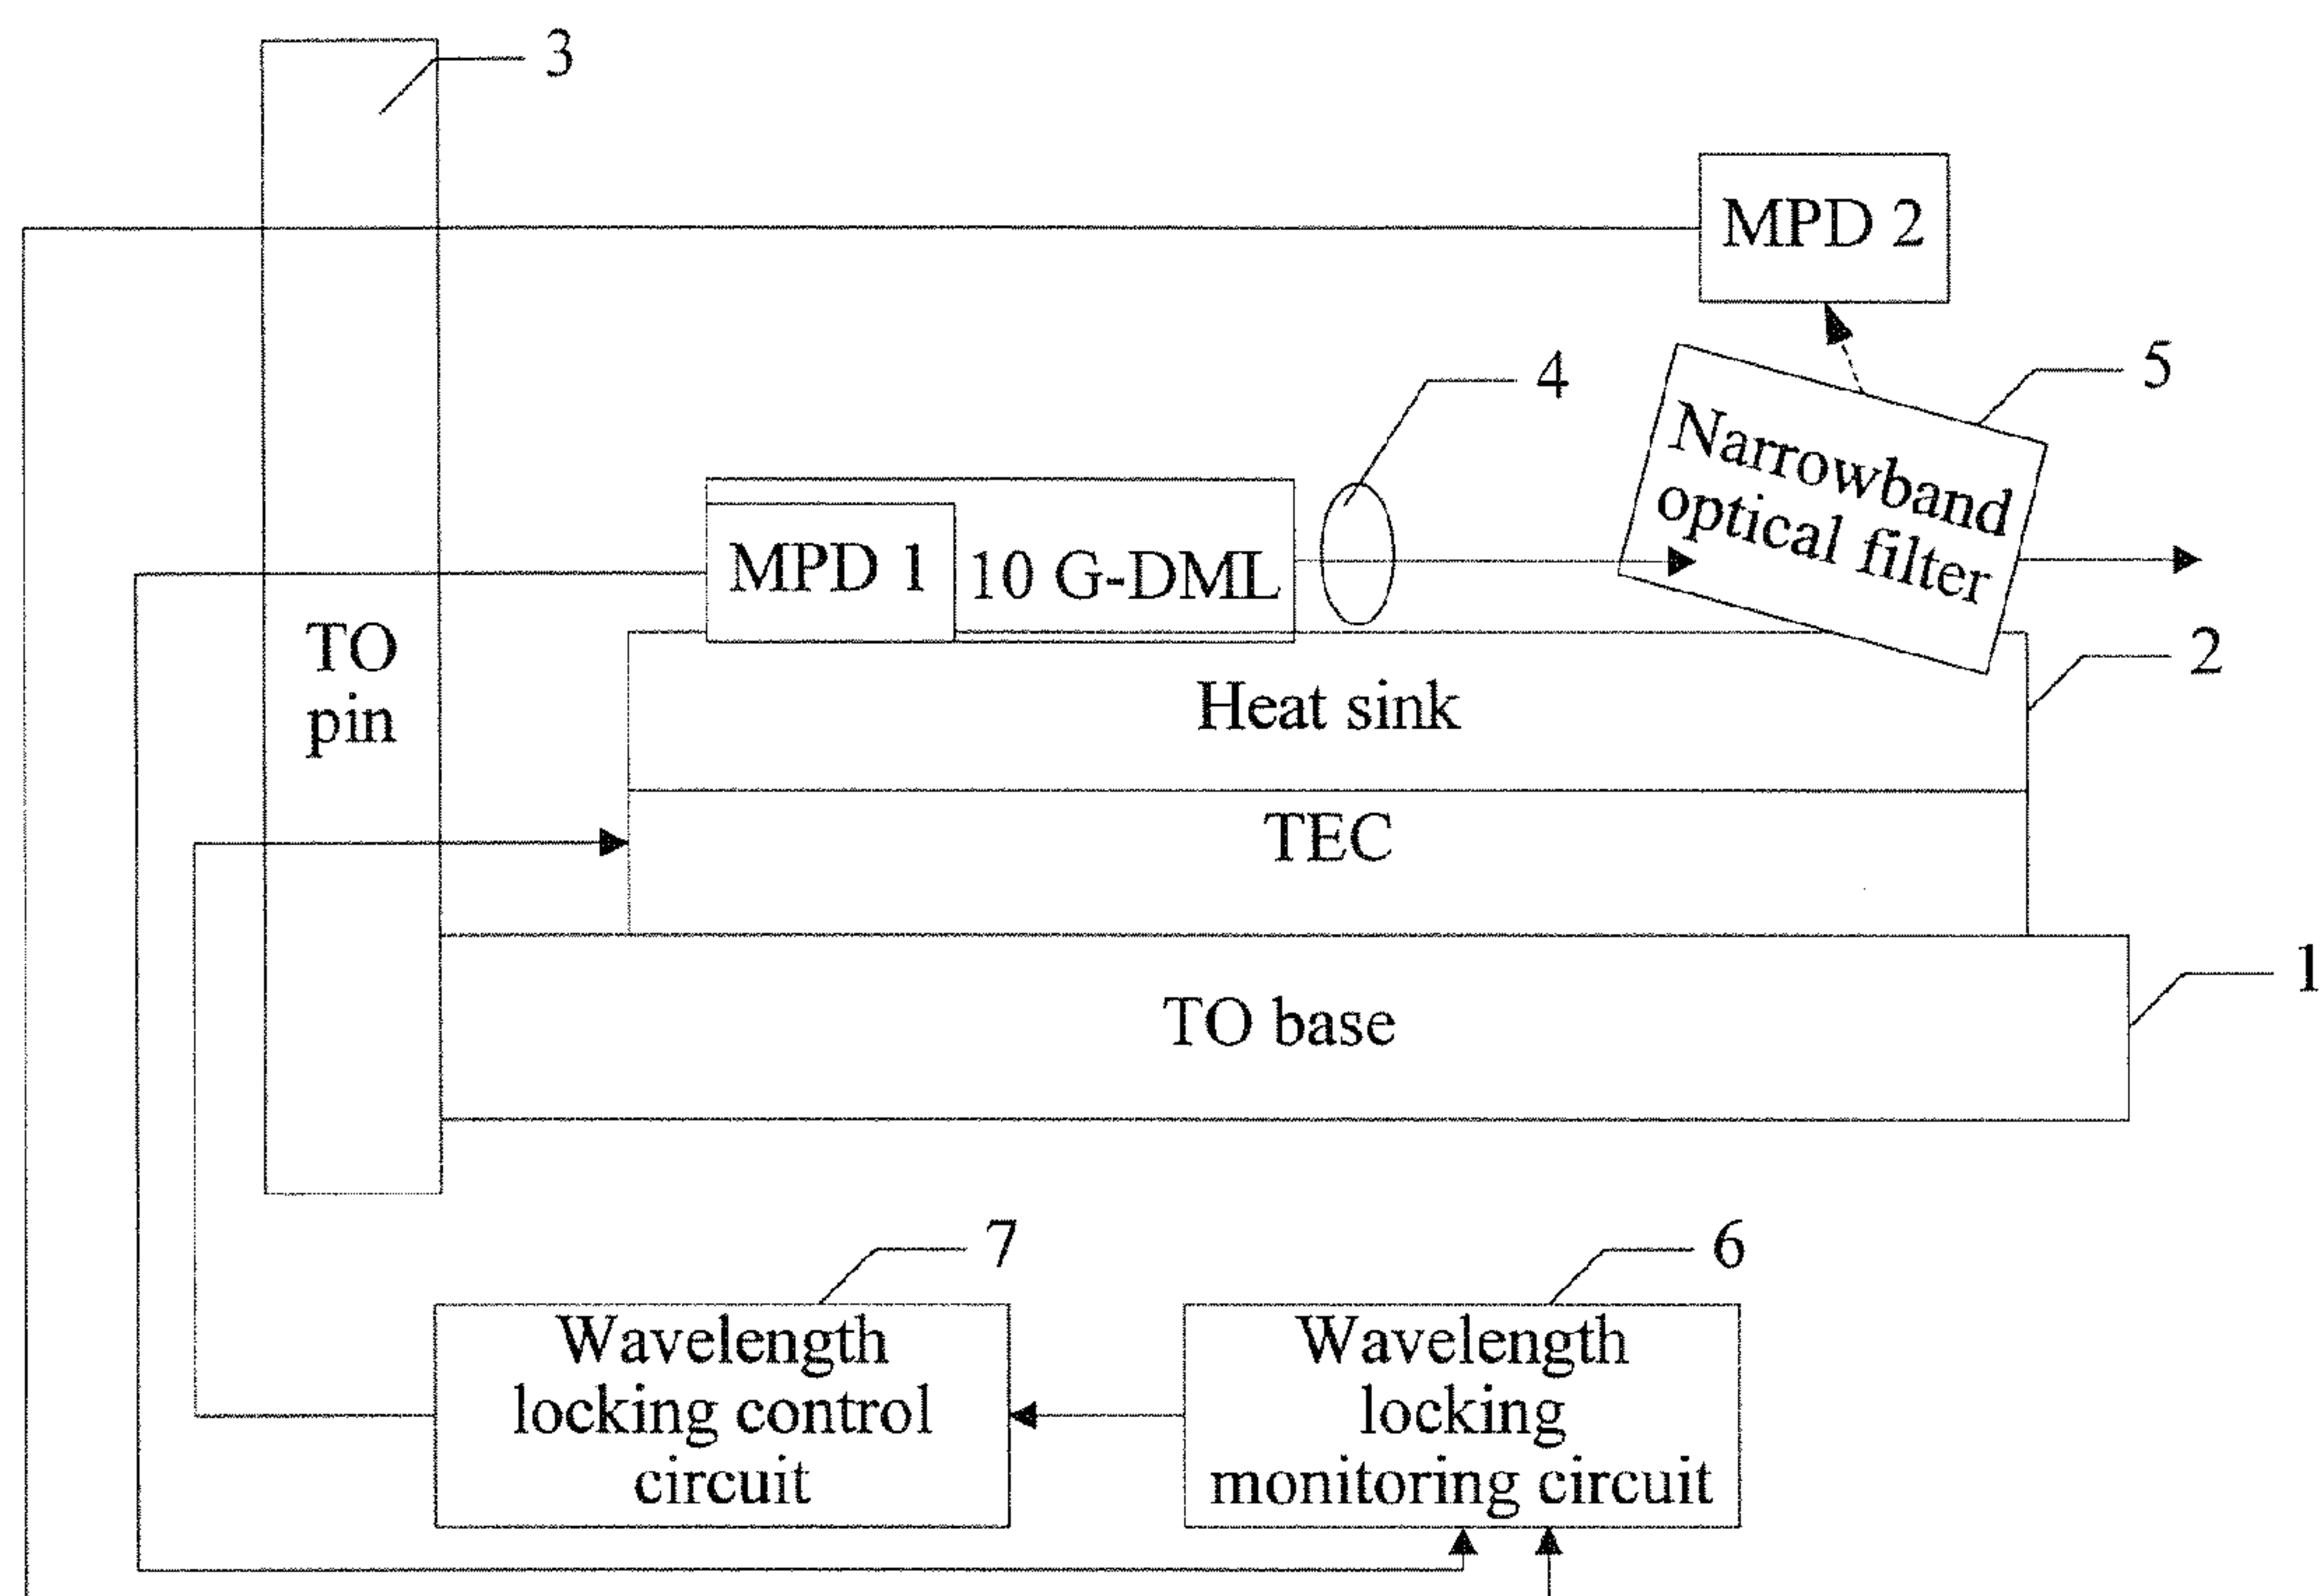 3
MPD 2
5
4
Narrowband
optical filter
MPD 1
10 G-DML
TO
pin
2
Heat sink
TEC
1
TO base
7
6
Wavelength
locking control
circuit
Wavelength
locking
monitoring circuit